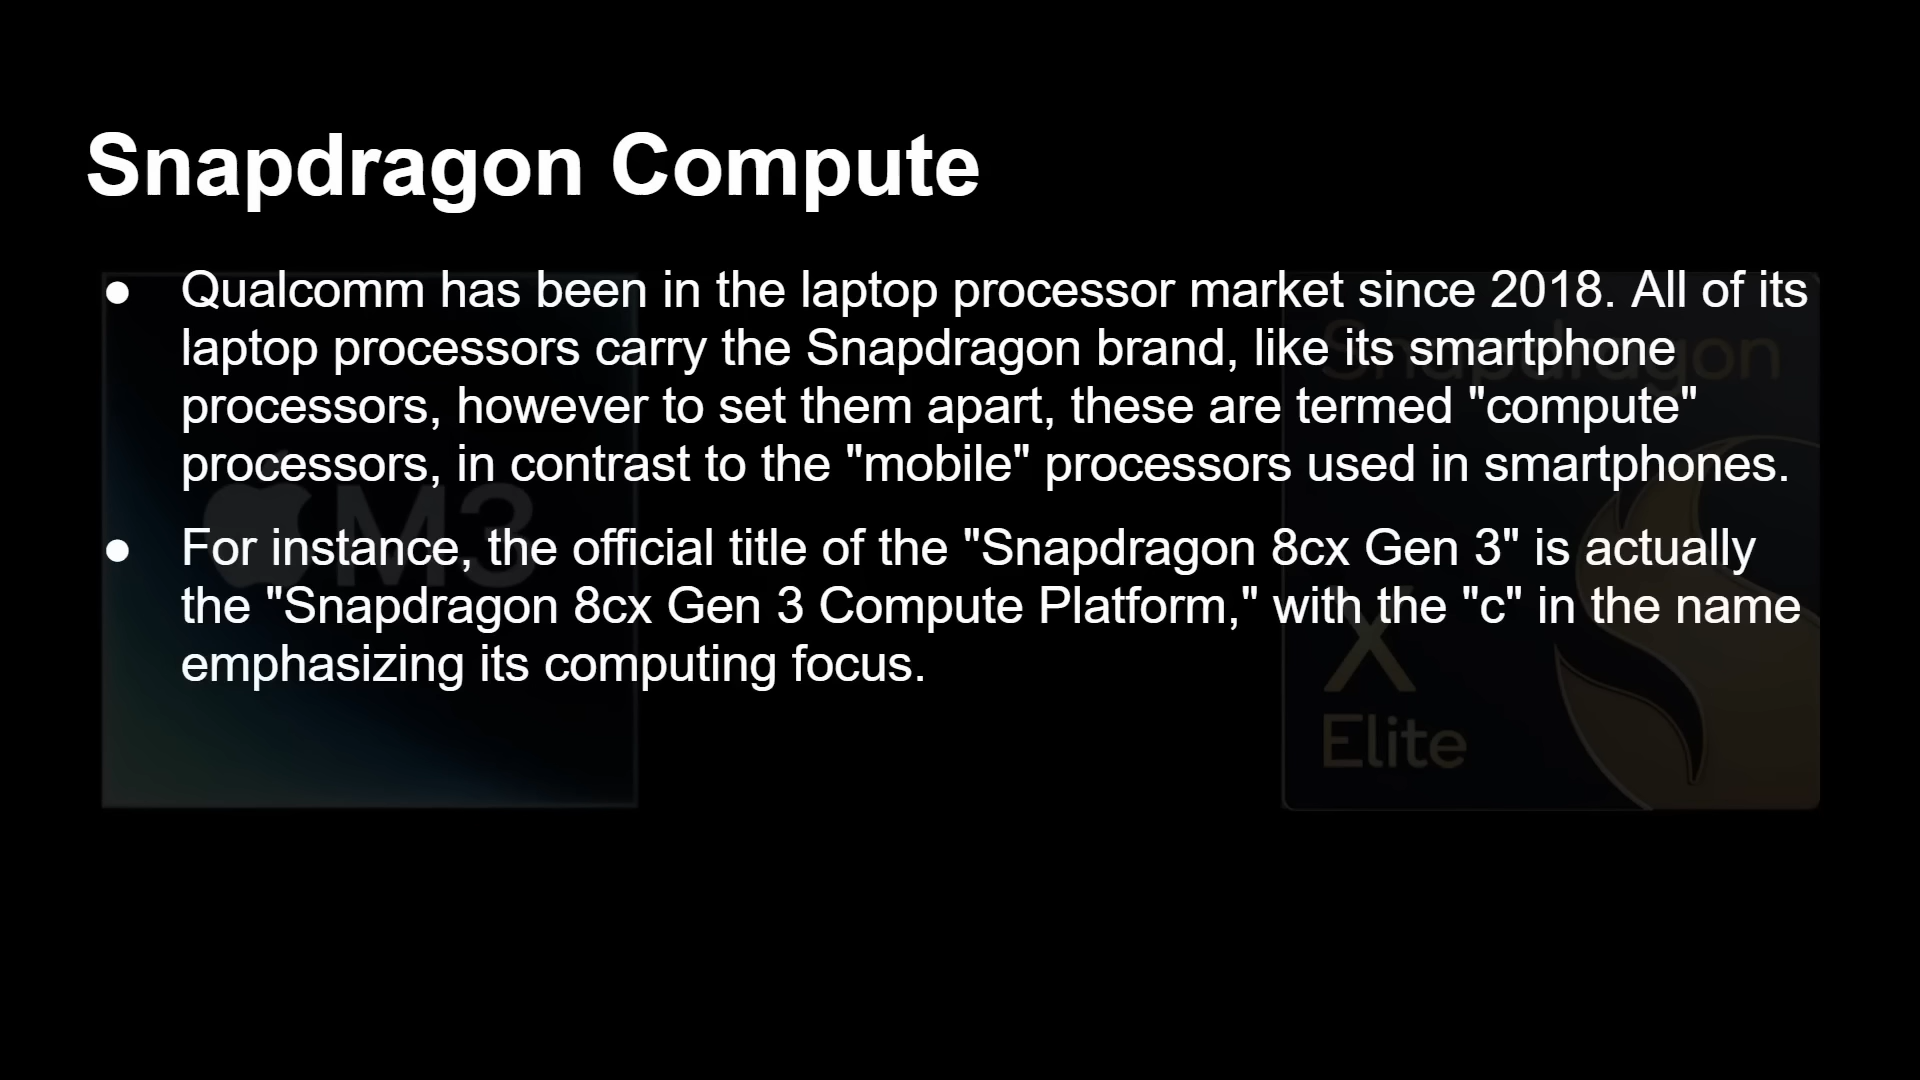 Snapdragon Compute
● Qualcomm has been in the laptop processor market since 2018. All of its
laptop processors carry the Snapdragon brand, like its smartphone
processors, however to set them apart, these are termed "compute"
processors, in contrast to the "mobile" processors used in smartphones.
● For instance, the official title of the "Snapdragon 8cx Gen 3" is actually
the "Snapdragon 8cx Gen 3 Compute Platform," with the "c" in the name
emphasizing its computing focus.
M3
Snapdragon
X
Elite